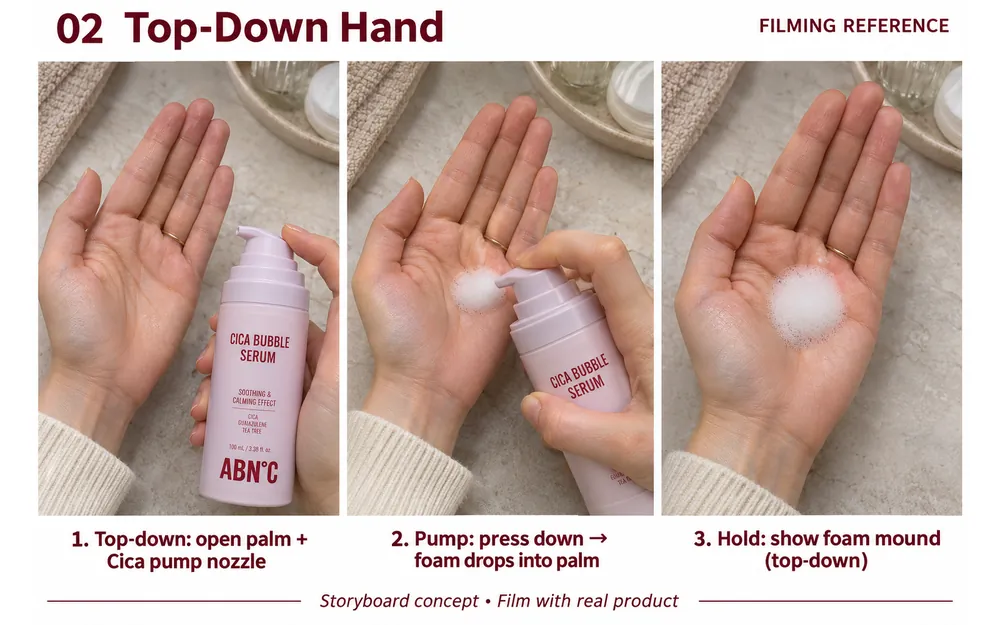 02 Top-Down Hand
FILMING REFERENCE
CICA BUBBLE
SERUM
SOOTHING &
CALMING EFFECT
CICA
GUAIAZULENE
TEA TREE
100 mL / 3.38 fl. oz.
ABN°C
CICA BUBBLE
SERUM
1. Top-down: open palm +
Cica pump nozzle
2. Pump: press down →
foam drops into palm
3. Hold: show foam mound
(top-down)
Storyboard concept • Film with real product